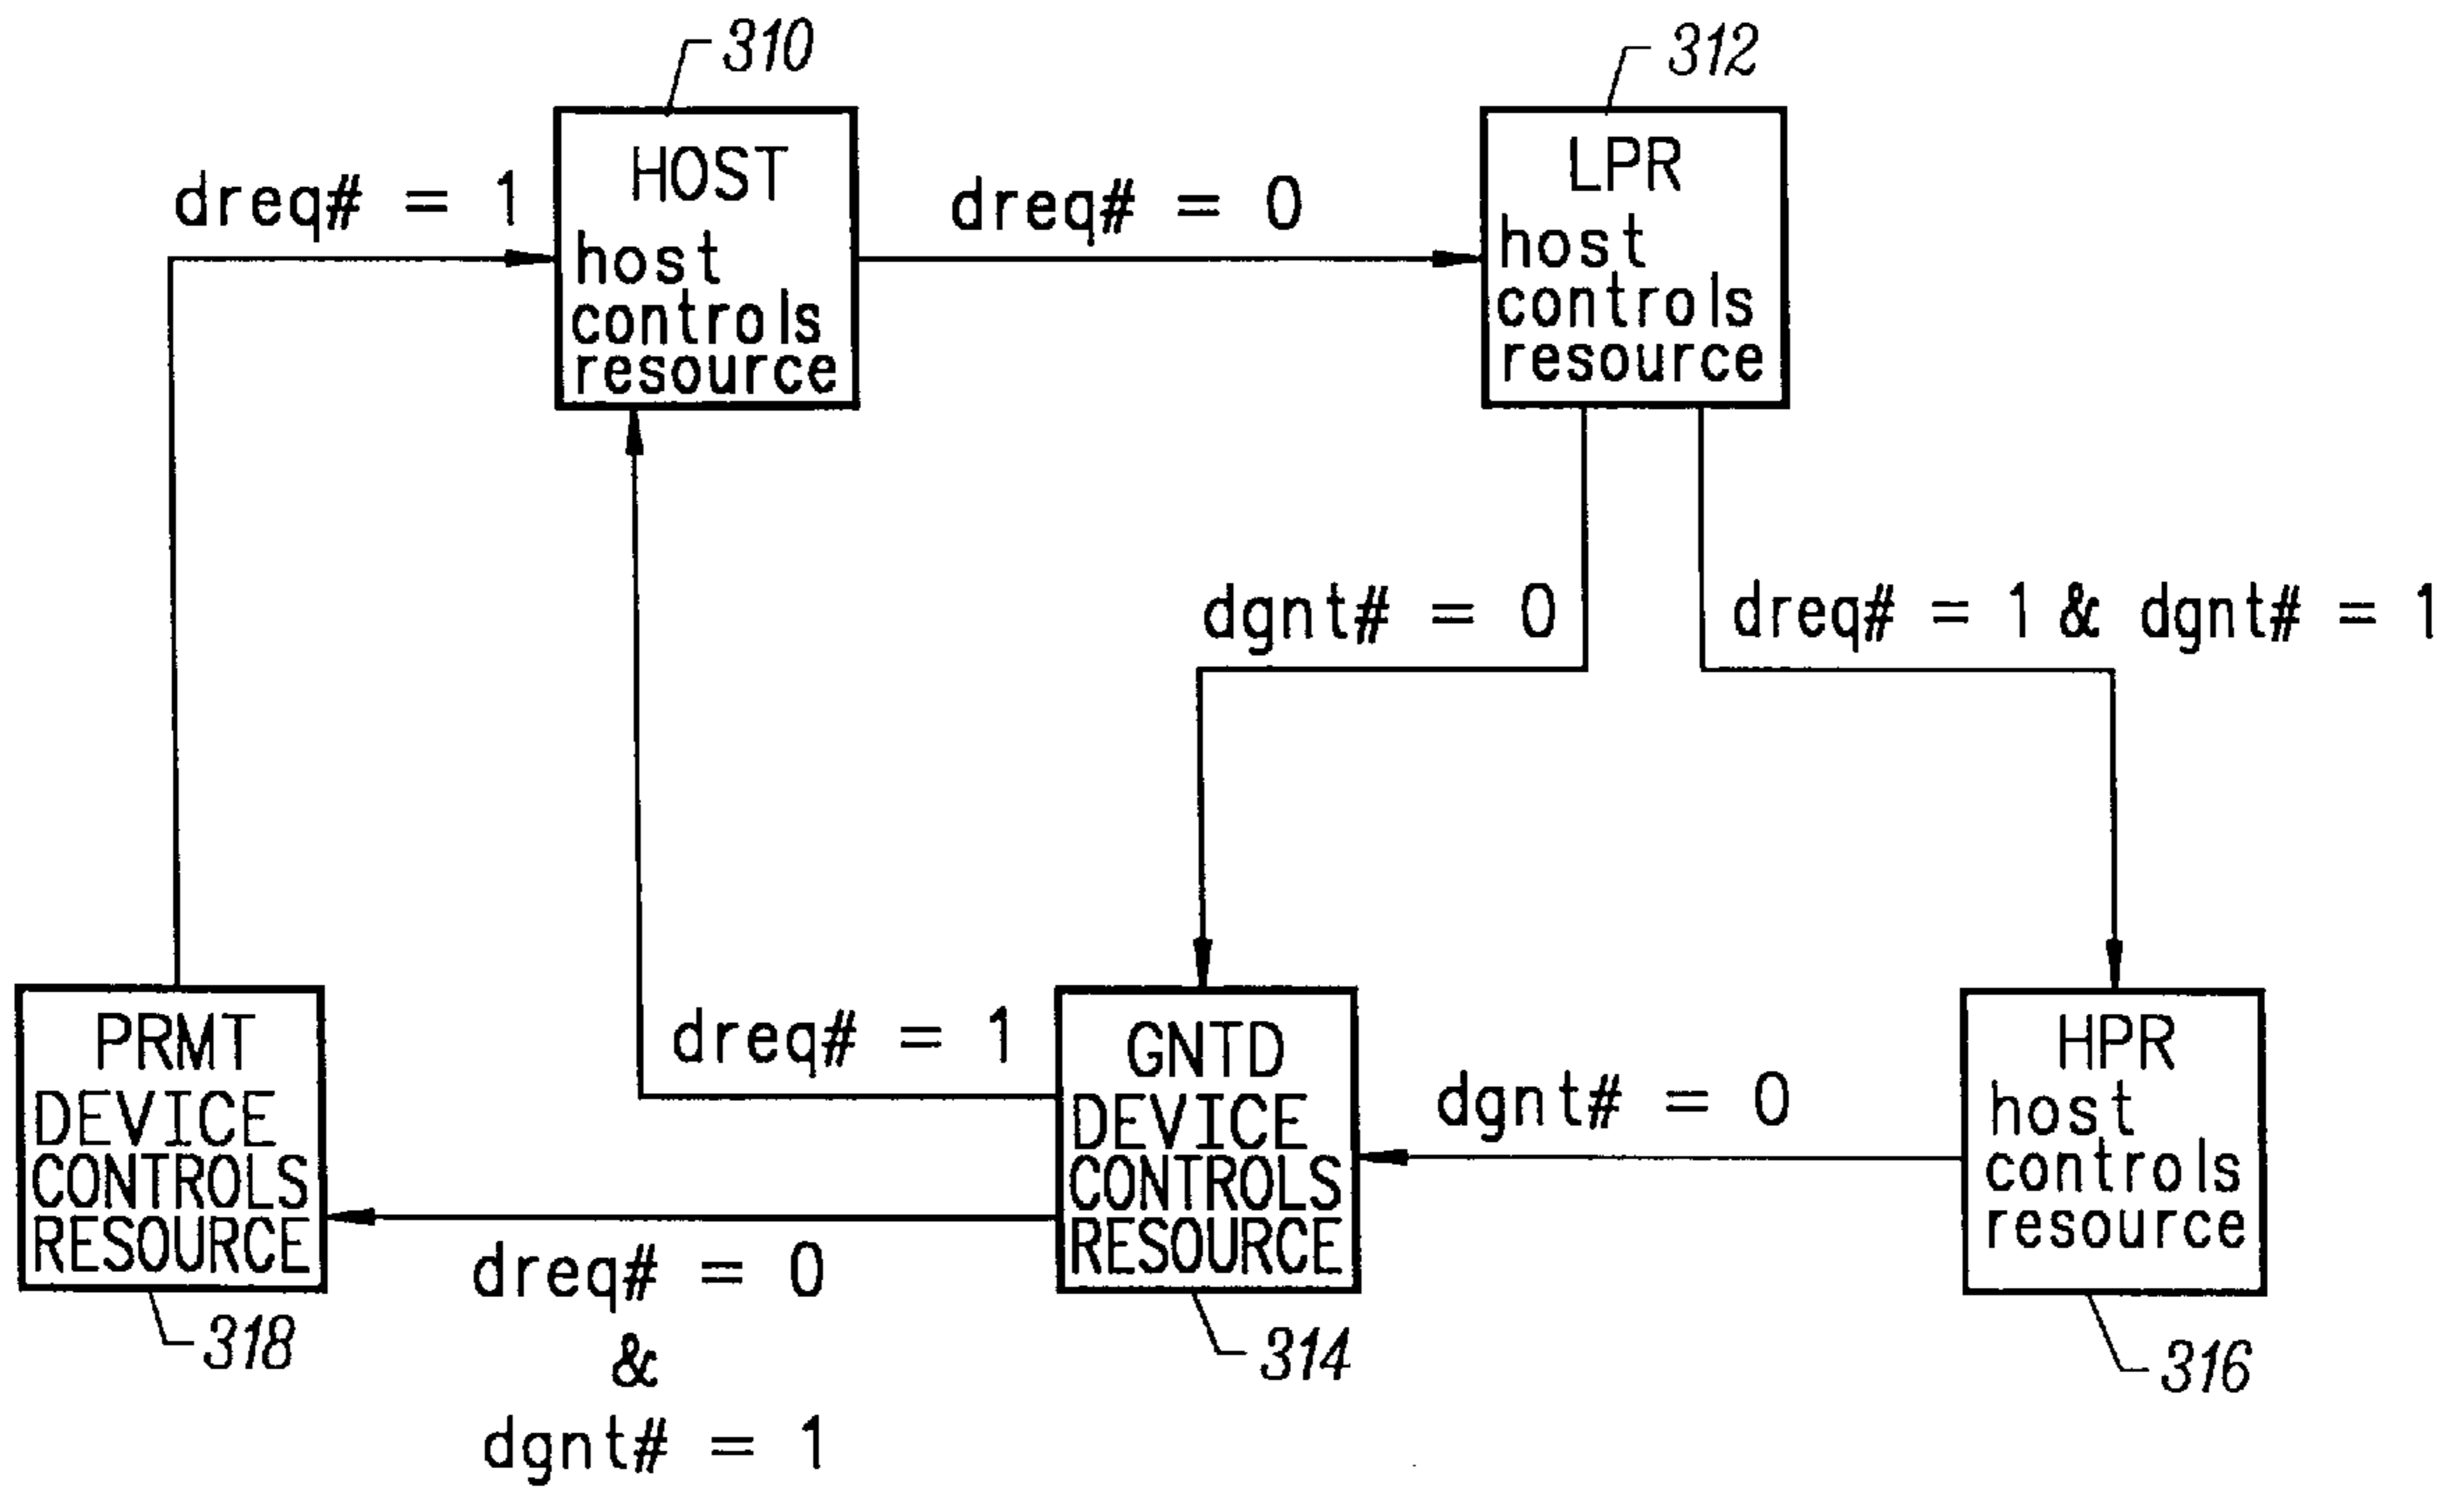 310
312
HOST
host
controls
resource
LPR
host
controls
resource
dreq# = 1
dreq# = 0
dgnt# = 0
dreq# = 1 & dgnt# = 1
PRMT
DEVICE
CONTROLS
RESOURCE
dreq# = 1
GNTD
DEVICE
CONTROLS
RESOURCE
dgnt# = 0
HPR
host
controls
resource
dreq# = 0
&
dgnt# = 1
318
314
316